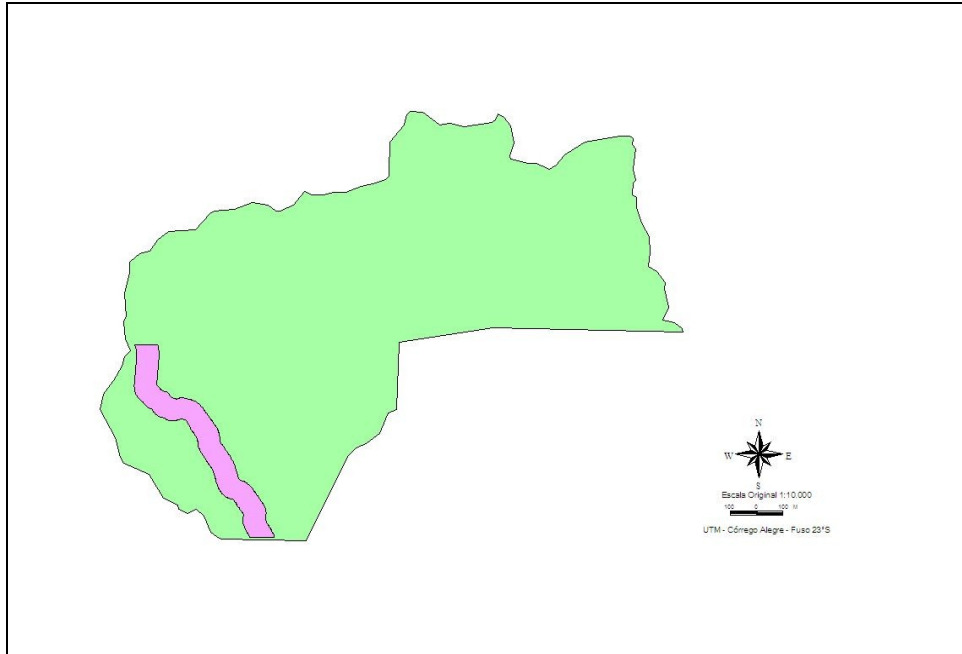 N
W E
S
Escala Original 1:10.000
100 0 100 M
UTM - Córrego Alegre - Fuso 23°S